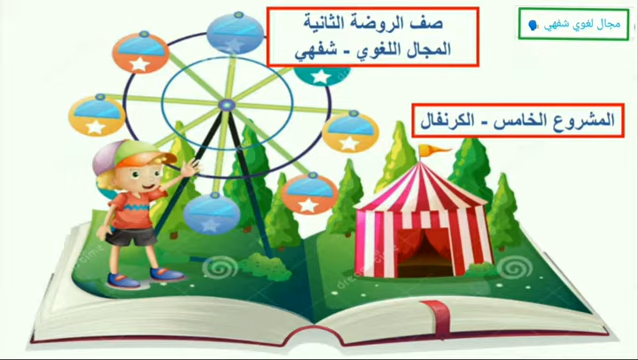 صف الروضة الثانية
المجال اللغوي - شفهي
مجال لغوي شفهي
المشروع الخامس - الكرنفال